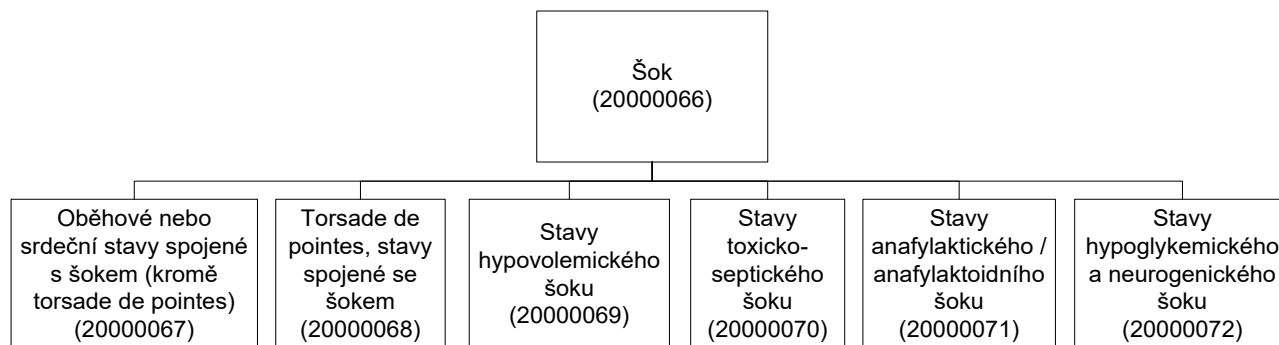 Šok
(20000066)
Oběhové nebo
srdeční stavy spojené
s šokem (kromě
torsade de pointes)
(20000067)
Torsade de
pointes, stavy
spojené se
šokem
(20000068)
Stavy
hypovolemického
šoku
(20000069)
Stavy
toxicko-
septického
šoku
(20000070)
Stavy
anafylaktického /
anafylaktoidního
šoku
(20000071)
Stavy
hypoglykemického
a neurogenického
šoku
(20000072)